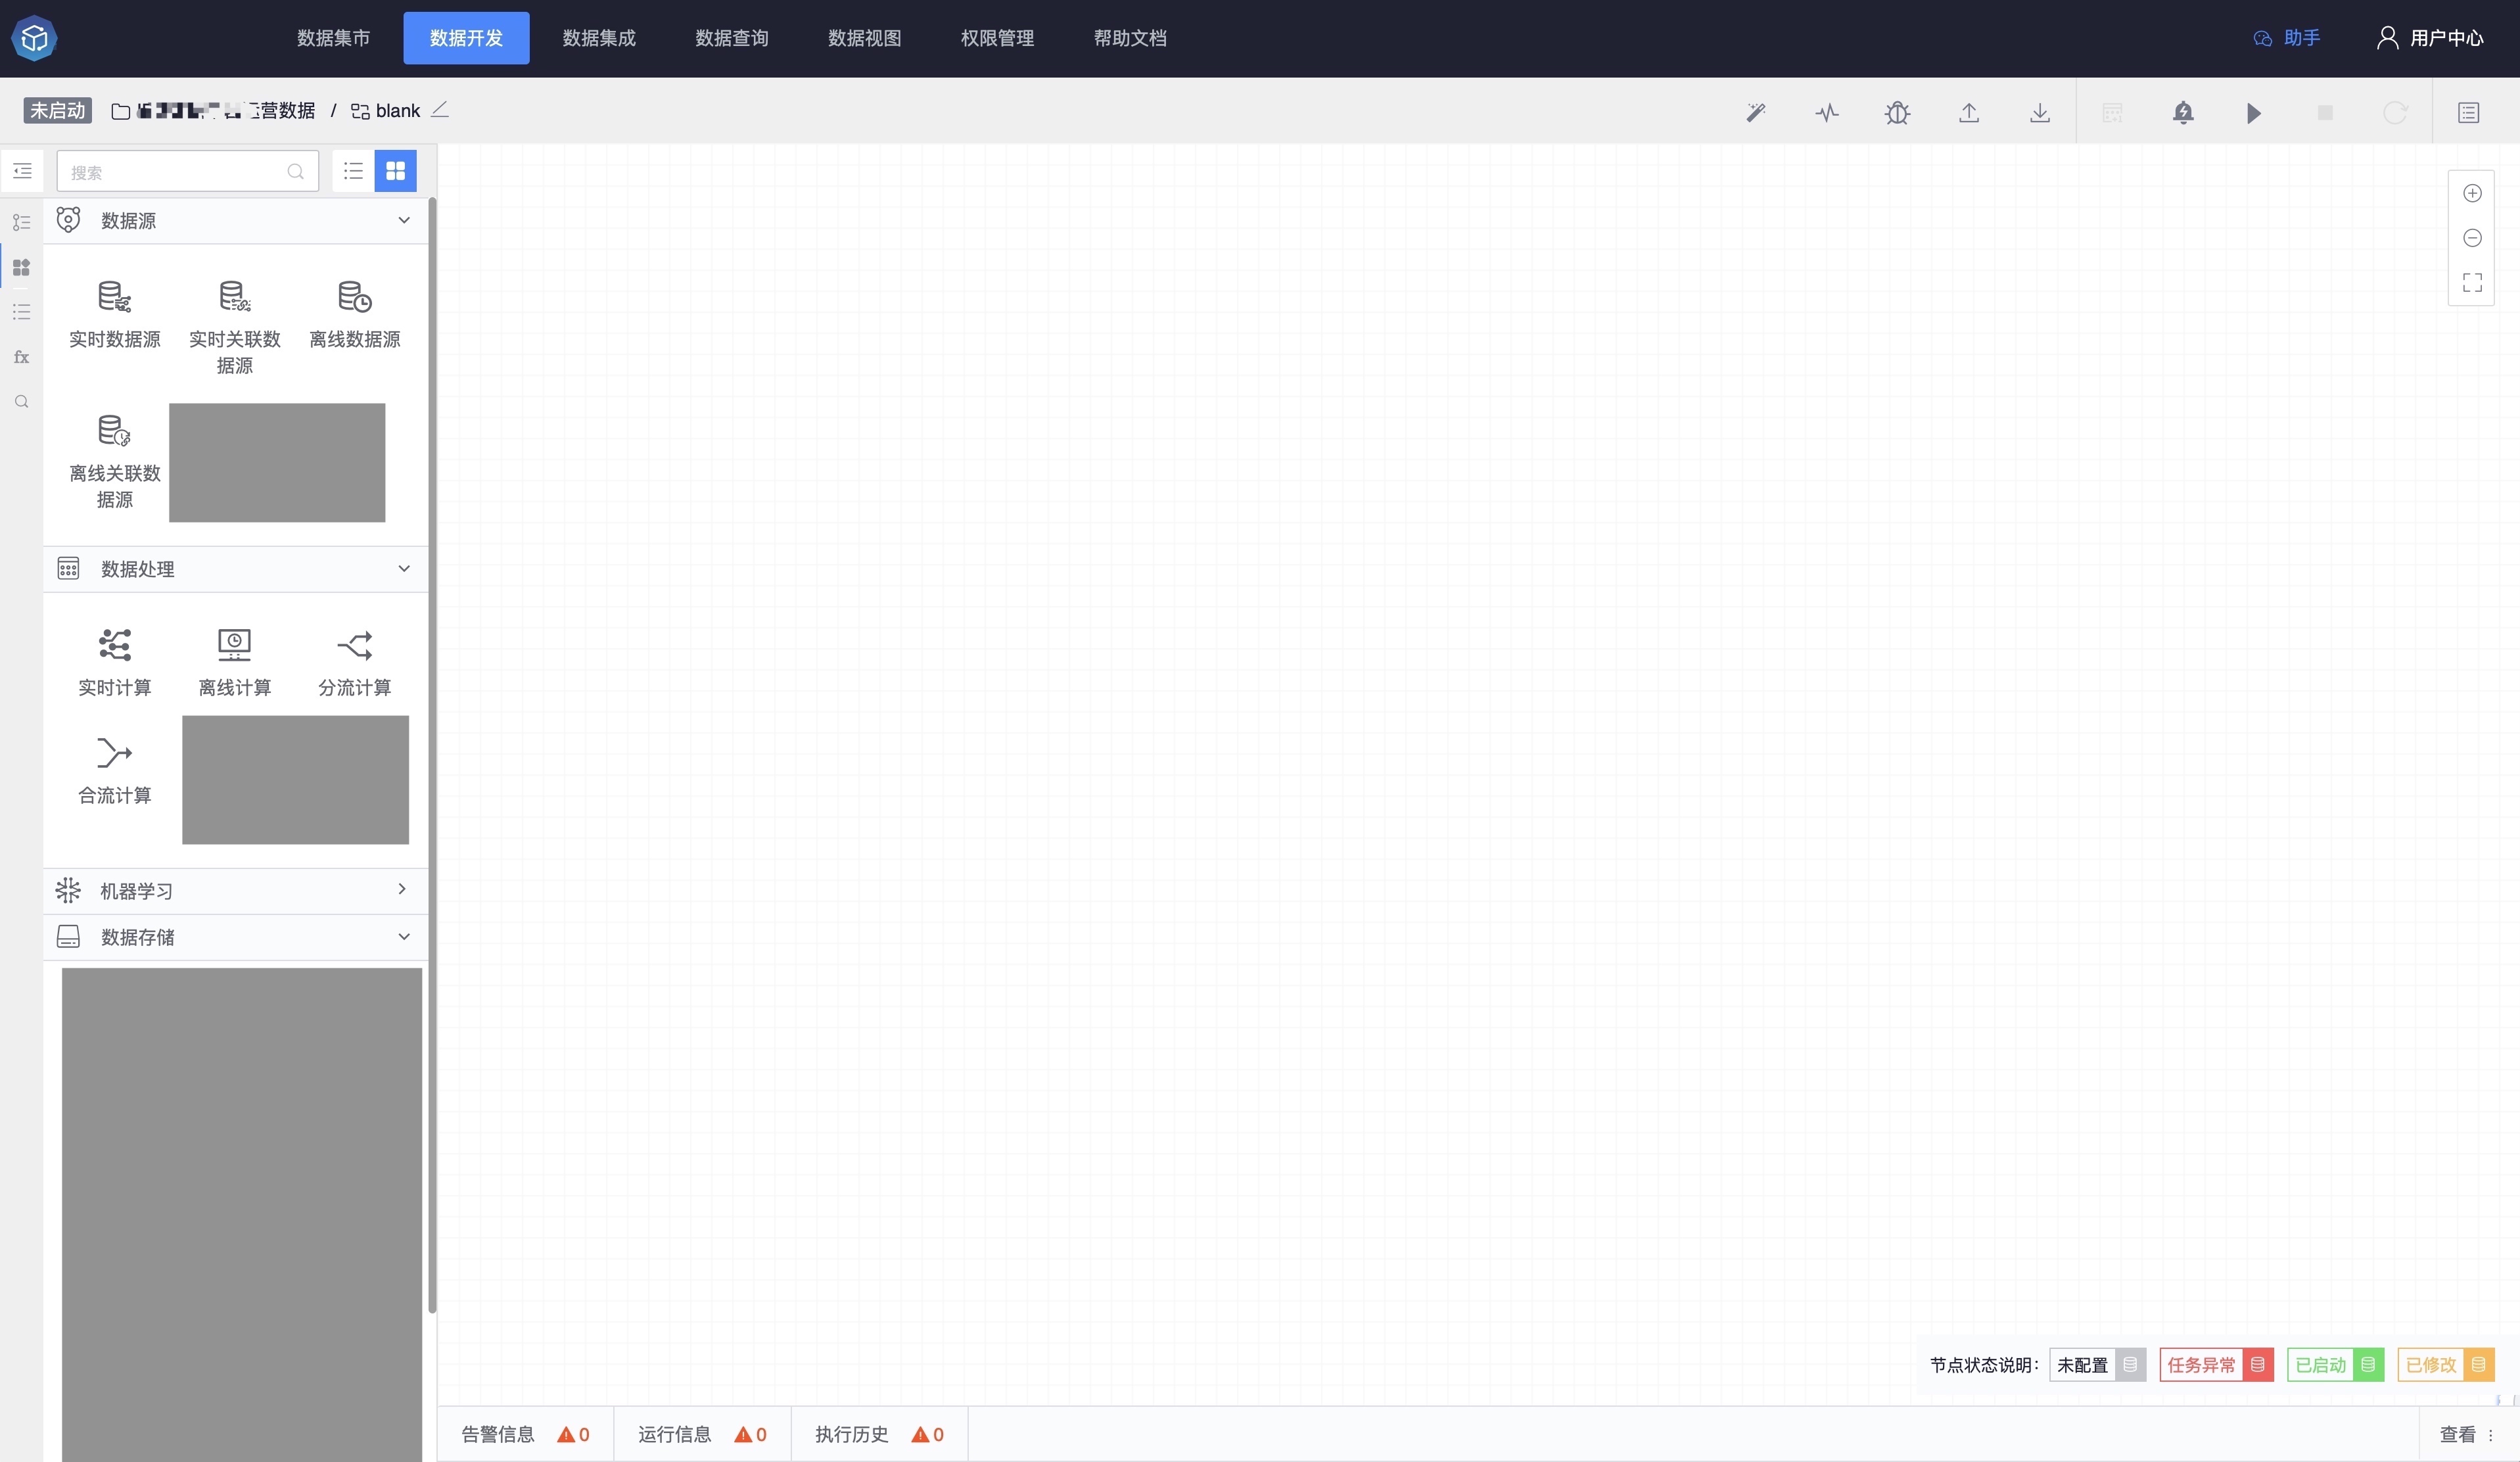 数据集市
数据开发
数据集成
数据查询
数据视图
权限管理
帮助文档
助手
用户中心
未启动
营数据 / blank
搜索
数据源
实时数据源
实时关联数
据源
离线数据源
离线关联数
据源
fx
数据处理
实时计算
离线计算
分流计算
合流计算
机器学习
数据存储
节点状态说明：
未配置
任务异常
已启动
已修改
告警信息 0
运行信息 0
执行历史 0
查看